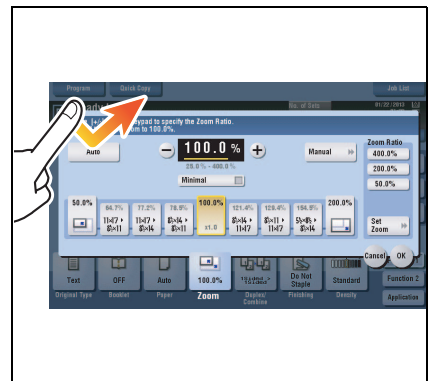 Program Quick Copy Job List
No. of Sets 01/22/2013
keypad to specify the Zoom Ratio.
to 100.0%.
Auto − 100.0 % + Manual
25.0% - 400.0%
Minimal
Zoom Ratio
400.0%
200.0%
50.0%
Set
Zoom
50.0% 64.7% 77.2% 78.5% 100.0% 121.4% 129.4% 154.5% 200.0%
11×17 11×17 8½×14 8½×14 8½×11 5½×8½
8½×11 8½×14 8½×11 x1.0 11×17 11×17 8½×14
Cancel OK
Text OFF Auto 100.0% Do Not
Staple Standard Function 2
Original Type Booklet Paper Zoom Duplex/
Combine Finishing Density Application